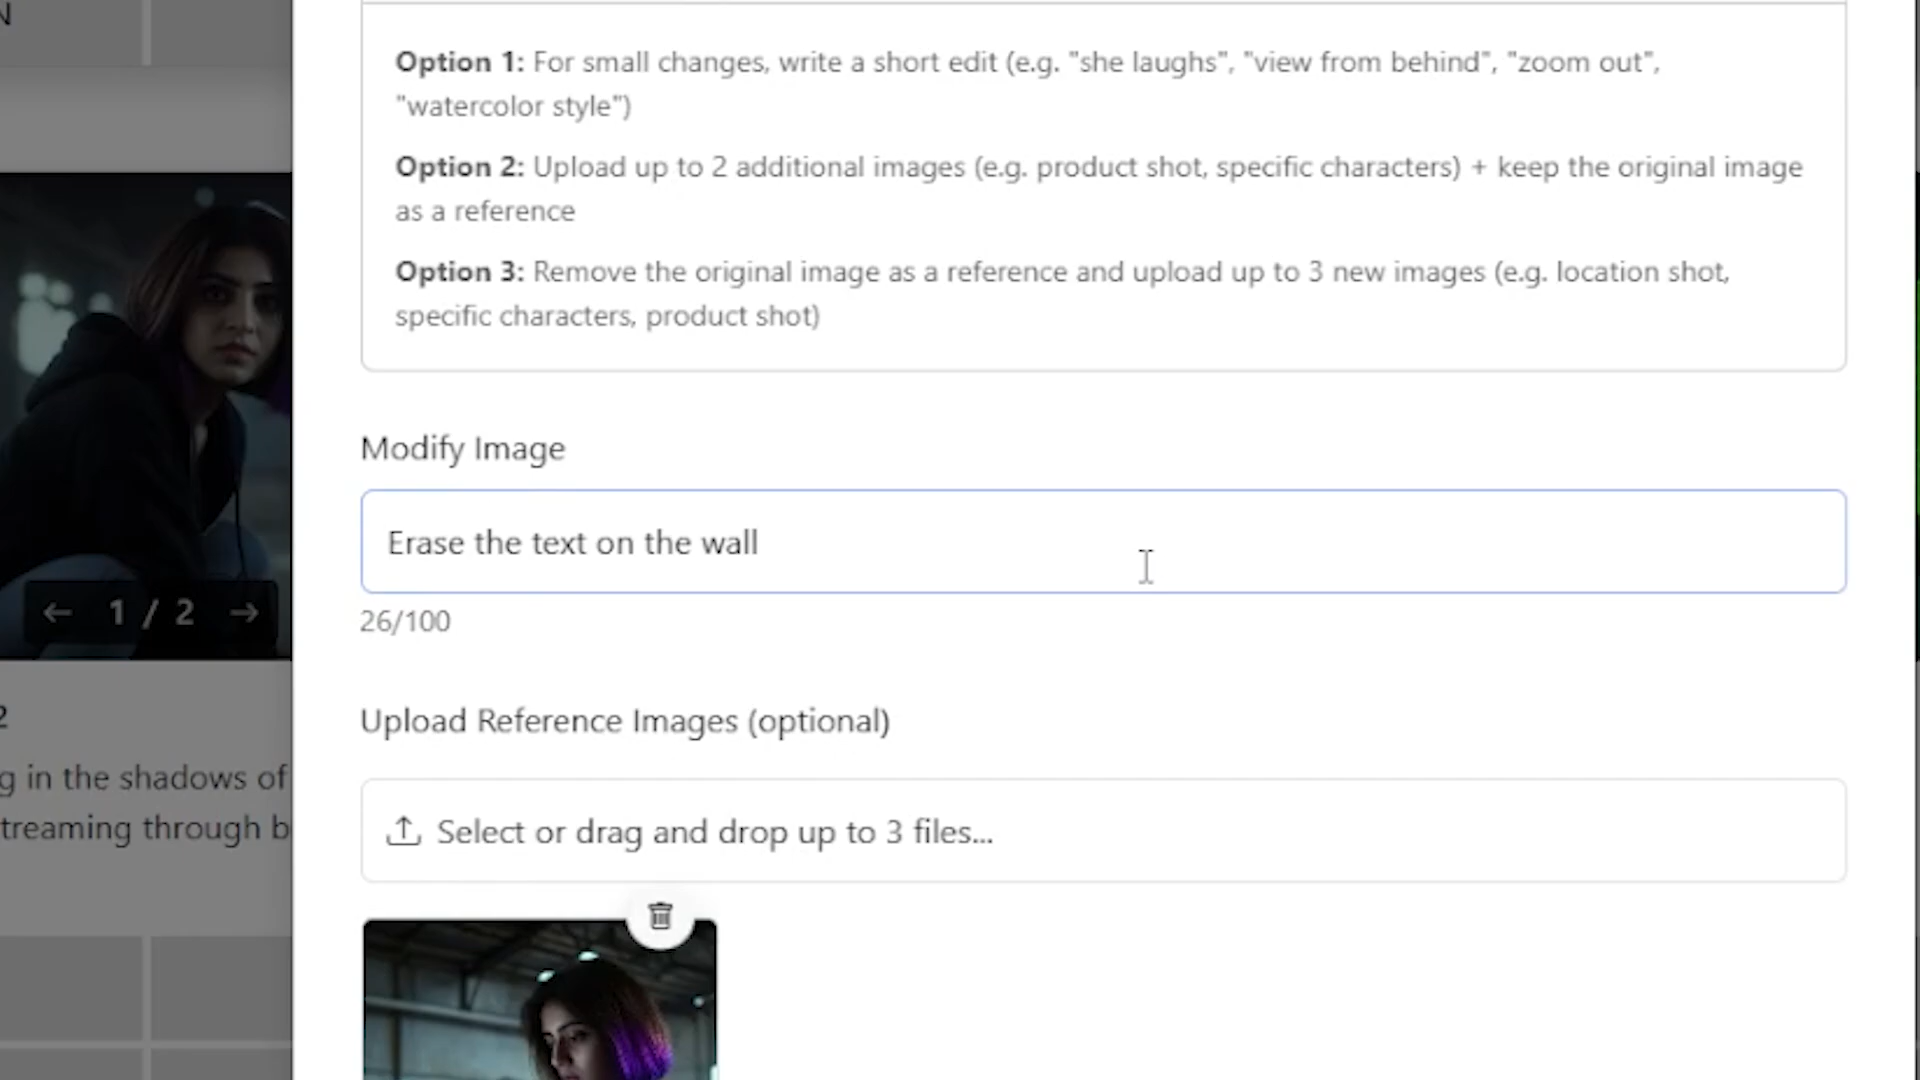 N
Option 1: For small changes, write a short edit (e.g. "she laughs", "view from behind", "zoom out",
"watercolor style")
Option 2: Upload up to 2 additional images (e.g. product shot, specific characters) + keep the original image
as a reference
Option 3: Remove the original image as a reference and upload up to 3 new images (e.g. location shot,
specific characters, product shot)
Modify Image
Erase the text on the wall
26/100
← 1 / 2 →
Upload Reference Images (optional)
Select or drag and drop up to 3 files...
2
g in the shadows of
treaming through b